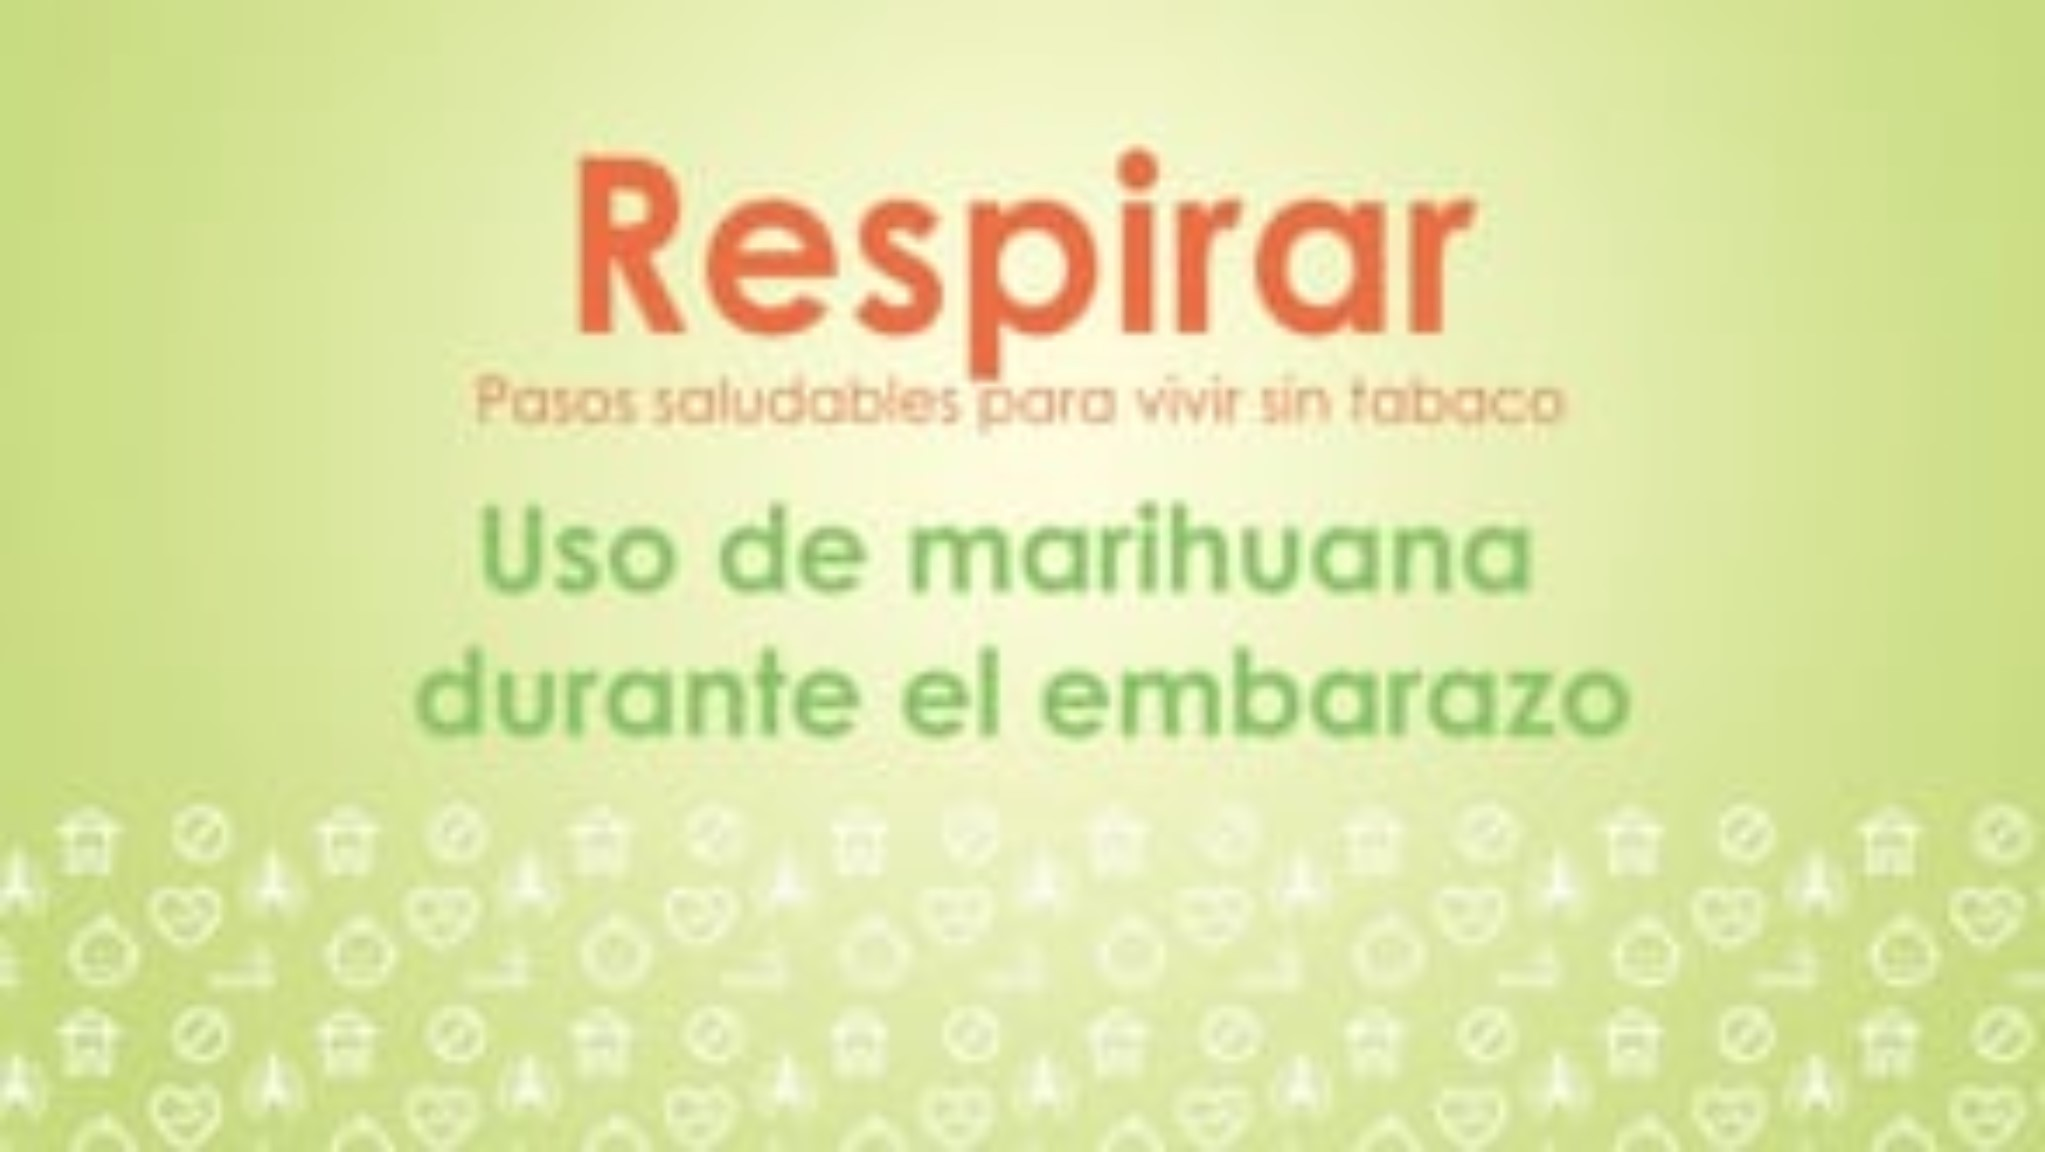 Respirar
Pasos saludables para vivir sin tabaco
Uso de marihuana
durante el embarazo